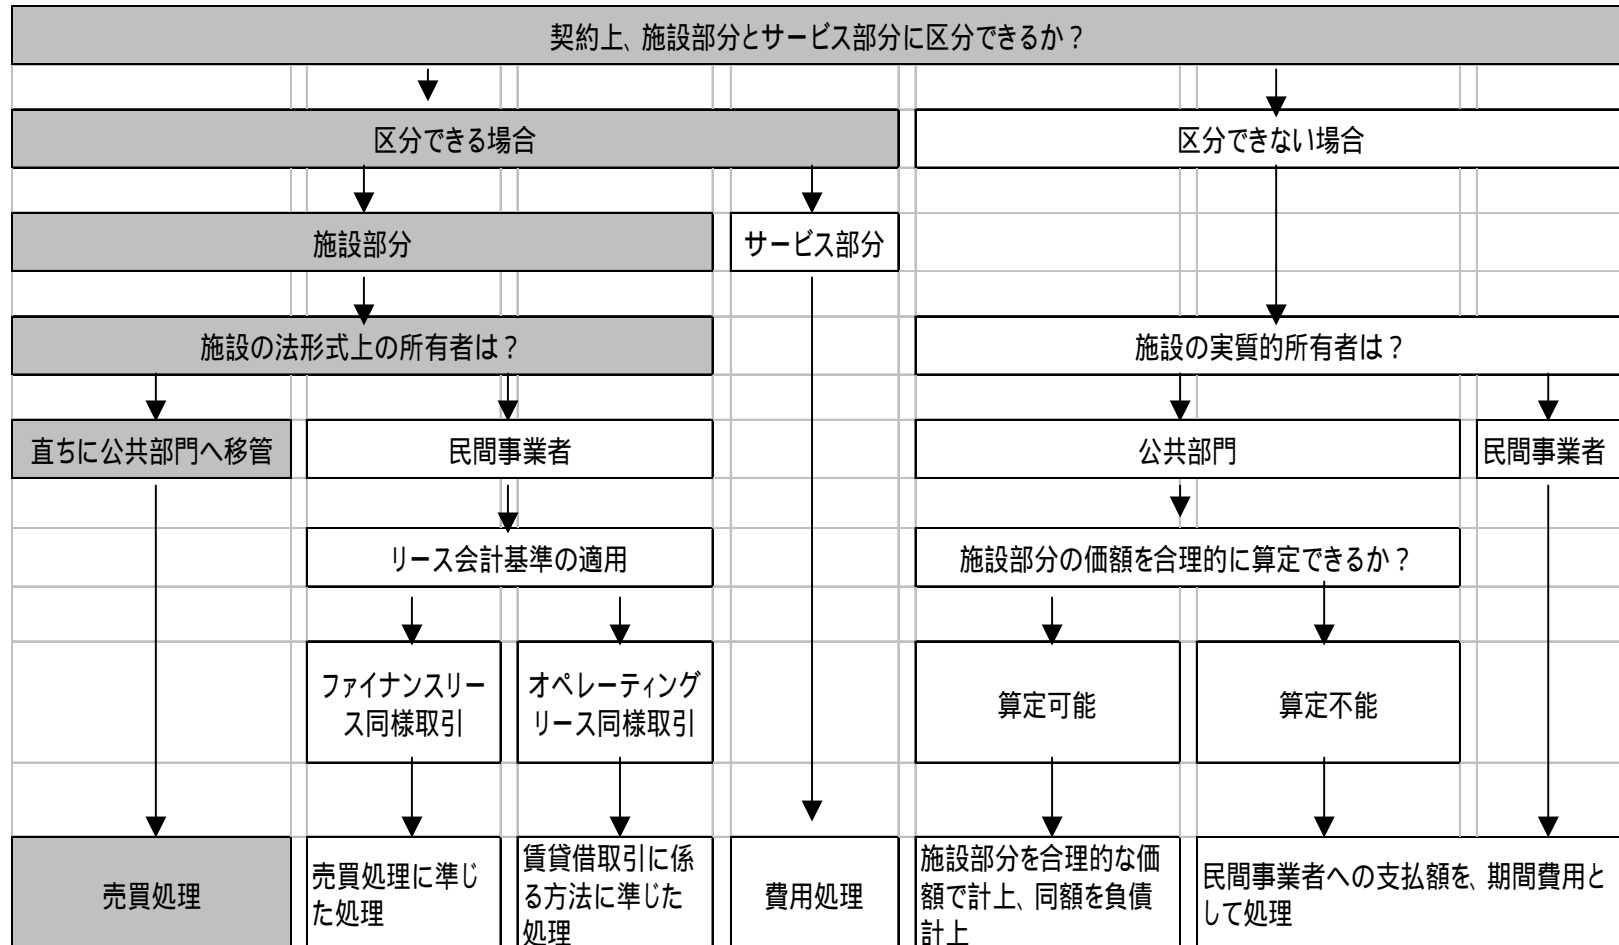 契約上、施設部分とサービス部分に区分できるか？
区分できる場合
区分できない場合
施設部分
サービス部分
施設の法形式上の所有者は？
施設の実質的所有者は？
直ちに公共部門へ移管
民間事業者
公共部門
民間事業者
リース会計基準の適用
施設部分の価額を合理的に算定できるか？
ファイナンスリー
ス同様取引
オペレーティング
リース同様取引
算定可能
算定不能
売買処理
売買処理に準じ
た処理
賃貸借取引に係
る方法に準じた
処理
費用処理
施設部分を合理的な価
額で計上、同額を負債
計上
民間事業者への支払額を、期間費用と
して処理